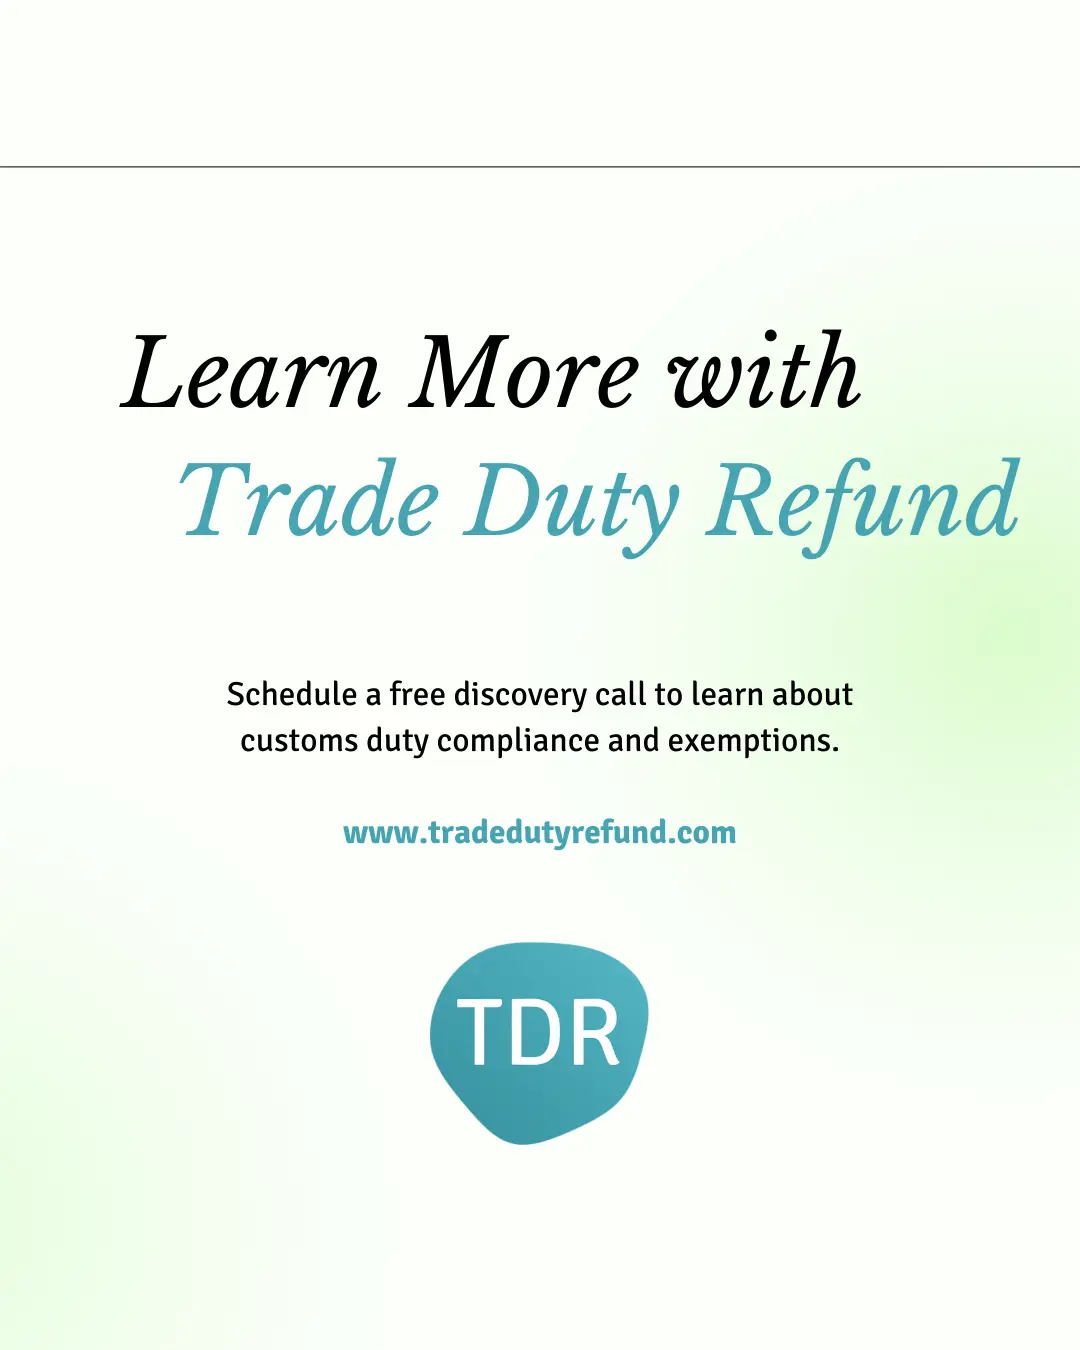 Learn More with
Trade Duty Refund
Schedule a free discovery call to learn about
customs duty compliance and exemptions.
www.tradedutyrefund.com
TDR